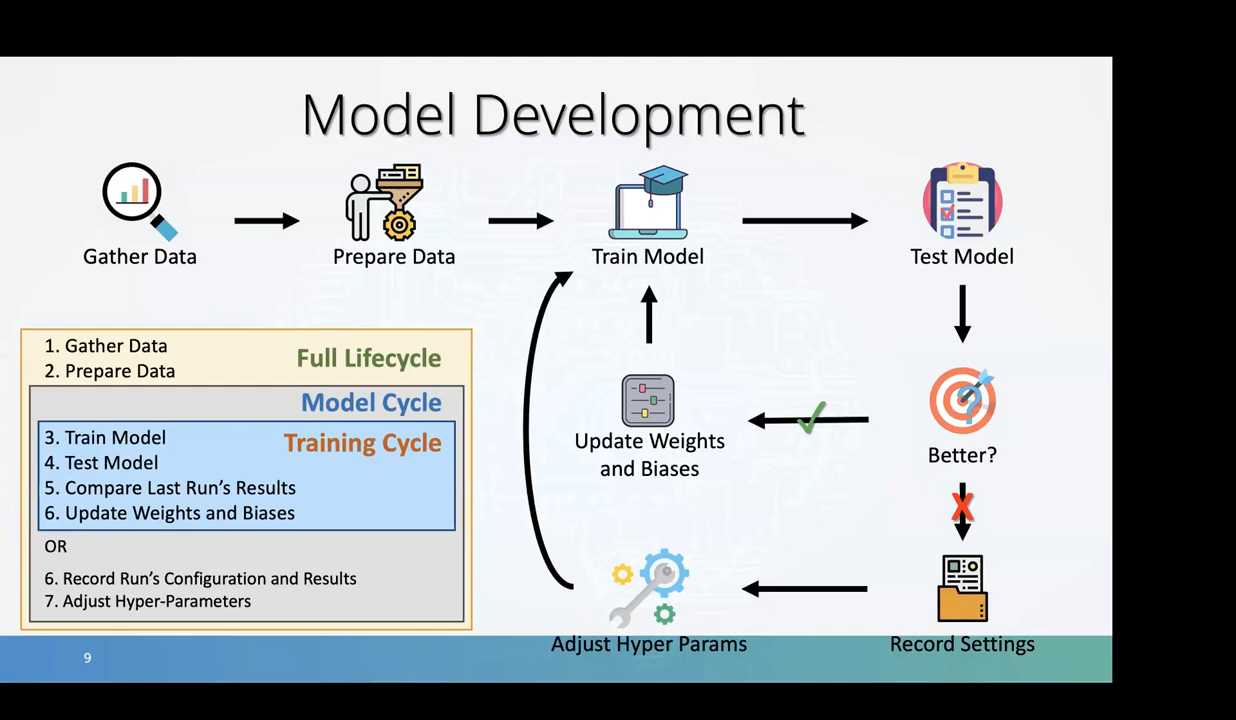 Model Development
Gather Data
Prepare Data
Train Model
Test Model
1. Gather Data
2. Prepare Data
Full Lifecycle
Model Cycle
Training Cycle
3. Train Model
4. Test Model
5. Compare Last Run's Results
6. Update Weights and Biases
OR
6. Record Run's Configuration and Results
7. Adjust Hyper-Parameters
Update Weights
and Biases
Better?
Adjust Hyper Params
Record Settings
9